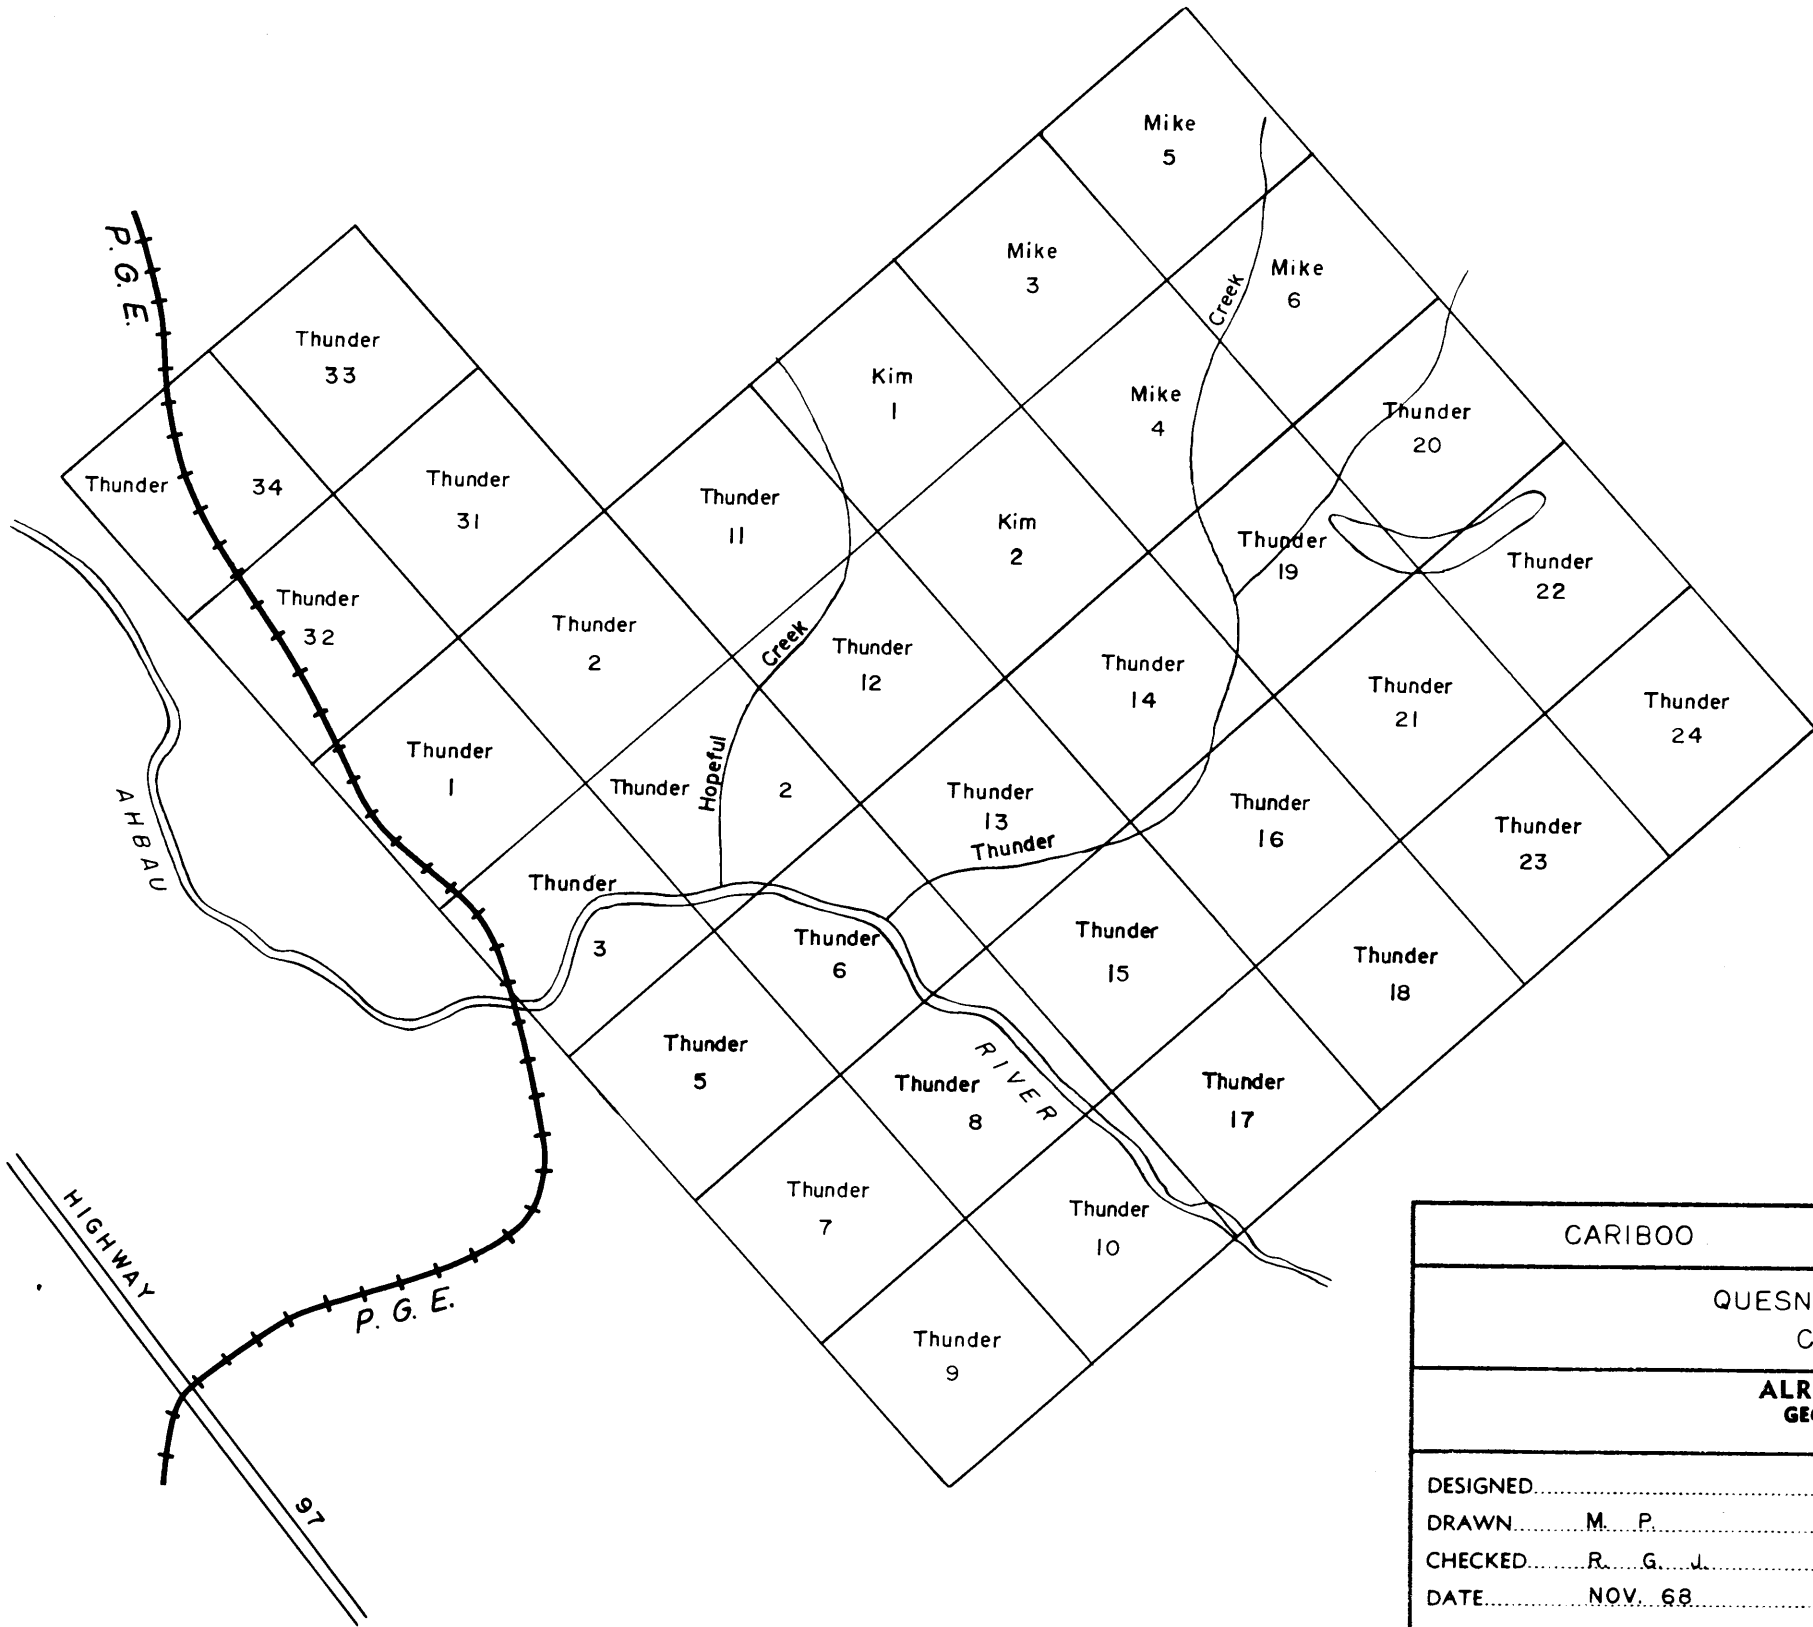 Mike
5
Mike
3
Mike
6
Kim
1
Mike
4
Creek
Thunder
20
P.G.E.
Thunder
33
Thunder 34
Thunder
31
Thunder
11
Kim
2
Thunder
19
Thunder
22
Thunder
32
Thunder
2
Hopeful Creek
Thunder
12
Thunder
14
Thunder
21
Thunder
24
Thunder
1
Thunder 2
Thunder
13
Thunder
Thunder
16
Thunder
23
AHBAU
Thunder
3
Thunder
6
Thunder
15
Thunder
18
Thunder
5
Thunder
8
RIVER
Thunder
17
Thunder
7
Thunder
10
Thunder
9
HIGHWAY
97
P. G. E.
CARIBOO
QUESN
C
ALR
GEO
DESIGNED
DRAWN M. P.
CHECKED R. G. J.
DATE NOV. 68